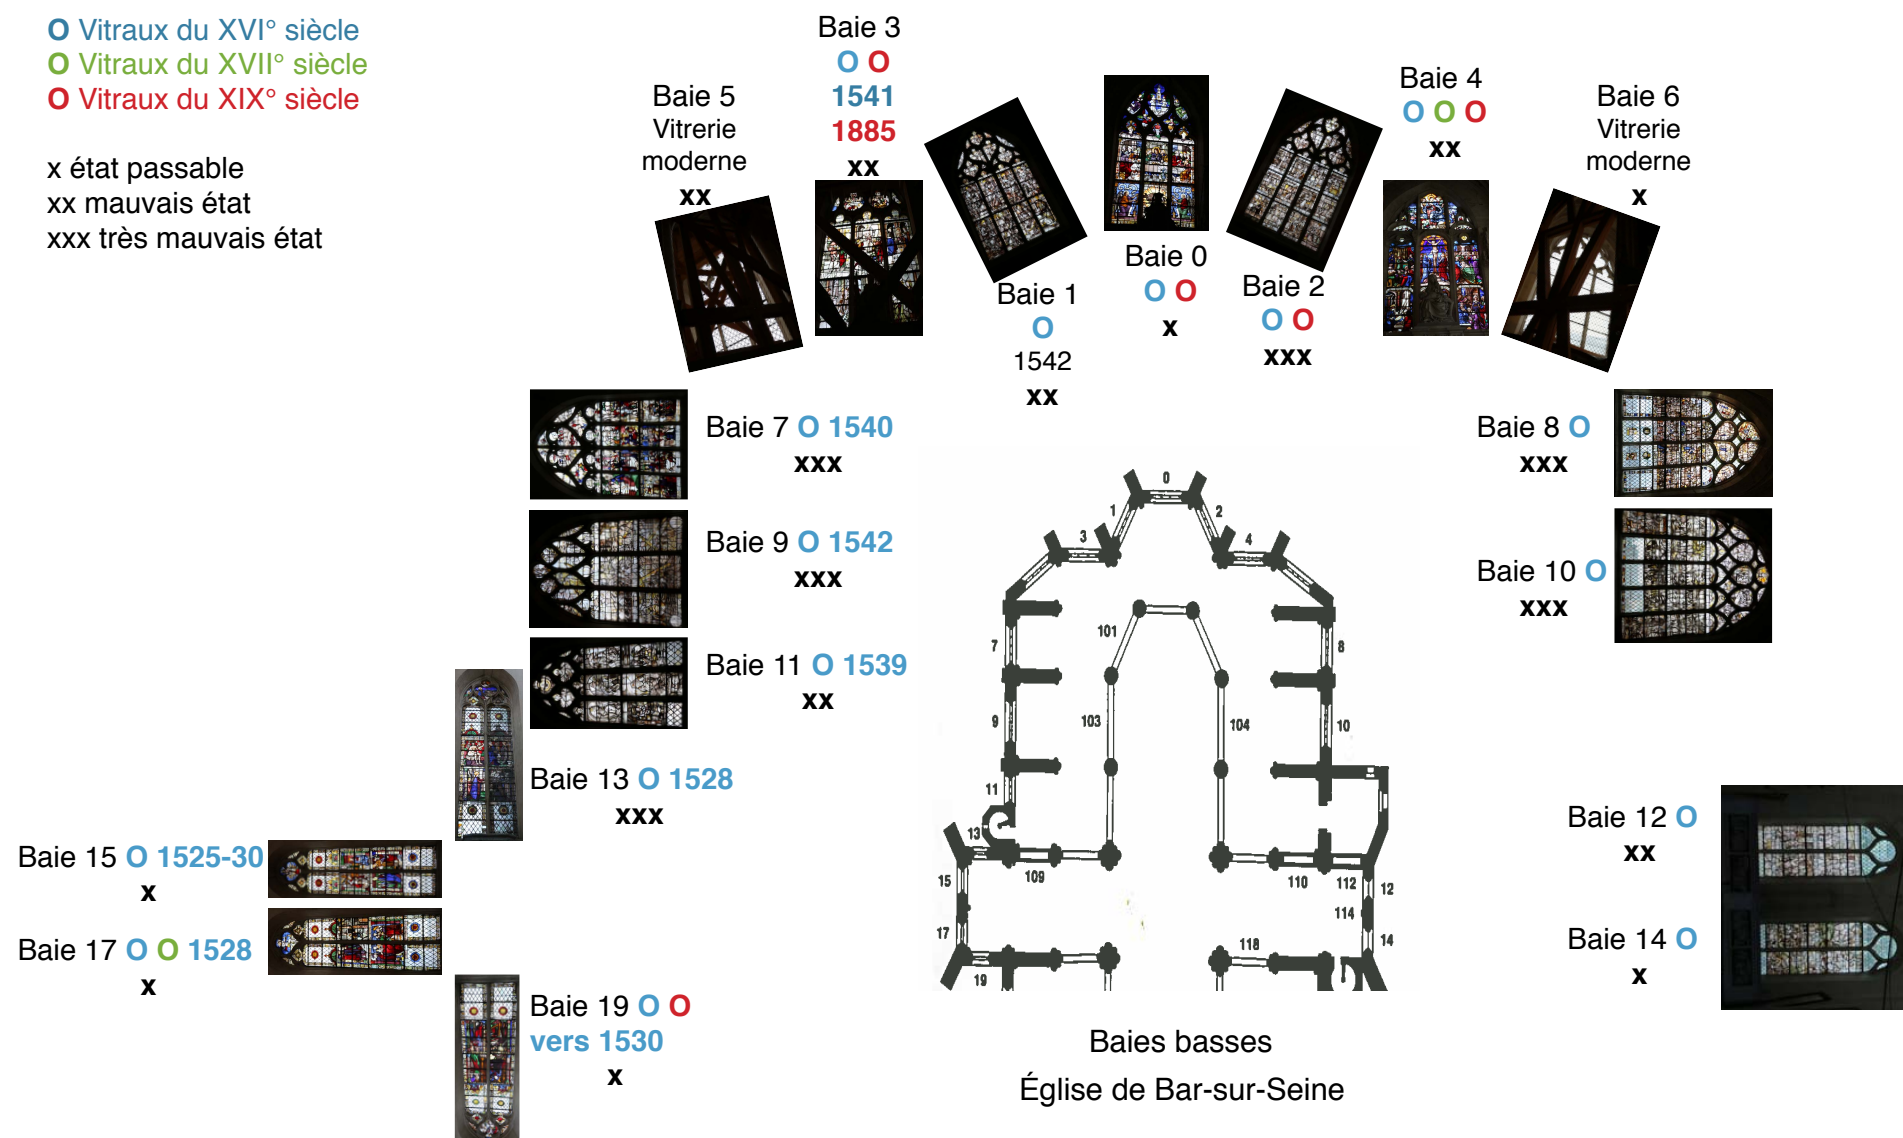 O Vitraux du XVI° siècle
O Vitraux du XVII° siècle
O Vitraux du XIX° siècle
x état passable
xx mauvais état
xxx très mauvais état
Baie 5
Vitrerie
moderne
xx
Baie 3
O O
1541
1885
xx
Baie 1
O
1542
xx
Baie 0
O O
x
Baie 2
O O
xxx
Baie 4
O O O
xx
Baie 6
Vitrerie
moderne
x
Baie 7 O 1540
xxx
Baie 9 O 1542
xxx
Baie 11 O 1539
xx
Baie 13 O 1528
xxx
Baie 15 O 1525-30
x
Baie 17 O O 1528
x
Baie 19 O O
vers 1530
x
Baie 8 O
xxx
Baie 10 O
xxx
Baie 12 O
xx
Baie 14 O
x
0
1
2
3
4
101
7
8
9
103
104
10
11
13
15
109
110
112
12
114
17
118
14
19
Baies basses
Église de Bar-sur-Seine